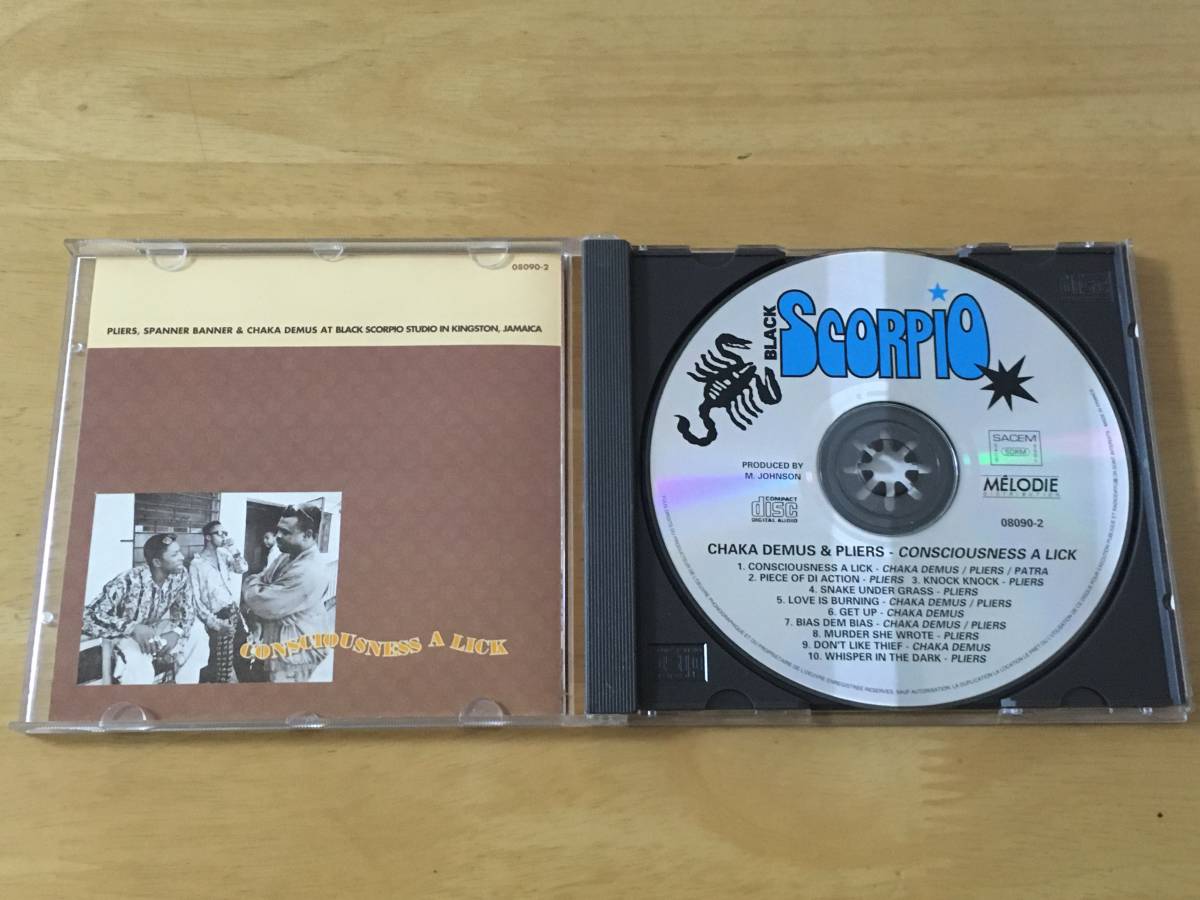 08090-2
PLIERS, SPANNER BANNER & CHAKA DEMUS AT BLACK SCORPIO STUDIO IN KINGSTON, JAMAICA
CONSCIOUSNESS A LICK
BLACK
SCORPIO
PRODUCED BY
M. JOHNSON
COMPACT
disc
DIGITAL AUDIO
SACEM
SDRM
MÉLODIE
DISTRIBUTION
08090-2
CHAKA DEMUS & PLIERS - CONSCIOUSNESS A LICK
1. CONSCIOUSNESS A LICK - CHAKA DEMUS / PLIERS / PATRA
2. PIECE OF DI ACTION - PLIERS 3. KNOCK KNOCK - PLIERS
4. SNAKE UNDER GRASS - PLIERS
5. LOVE IS BURNING - CHAKA DEMUS / PLIERS
6. GET UP - CHAKA DEMUS
7. BIAS DEM BIAS - CHAKA DEMUS / PLIERS
8. MURDER SHE WROTE - PLIERS
9. DON'T LIKE THIEF - CHAKA DEMUS
10. WHISPER IN THE DARK - PLIERS